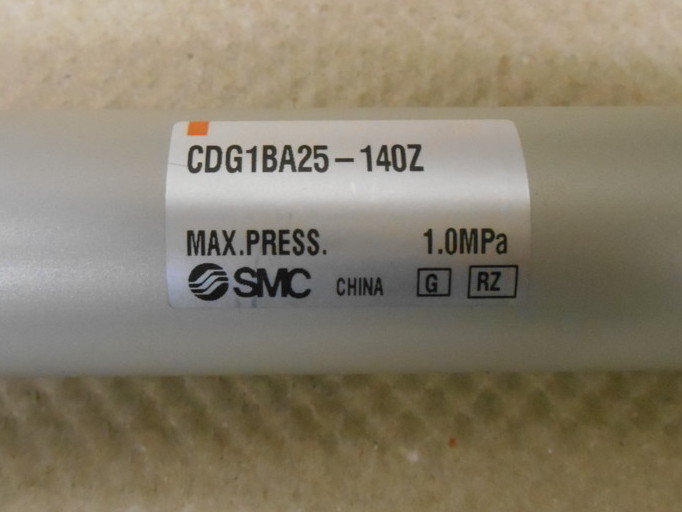 CDG1BA25-140Z
MAX.PRESS. 1.0MPa
SMC CHINA G RZ